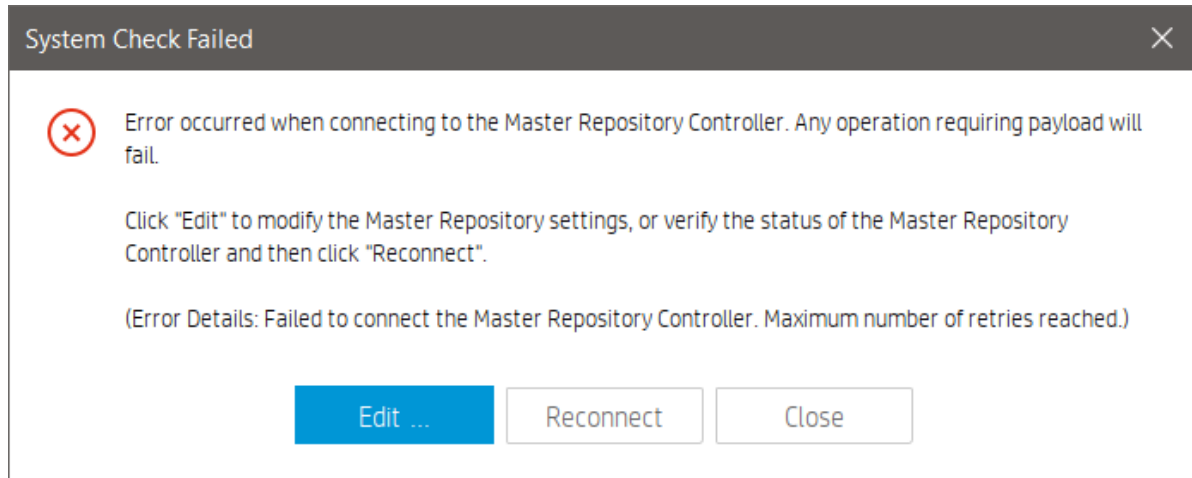 System Check Failed
Error occurred when connecting to the Master Repository Controller. Any operation requiring payload will
fail.
Click "Edit" to modify the Master Repository settings, or verify the status of the Master Repository
Controller and then click "Reconnect".
(Error Details: Failed to connect the Master Repository Controller. Maximum number of retries reached.)
Edit ...
Reconnect
Close